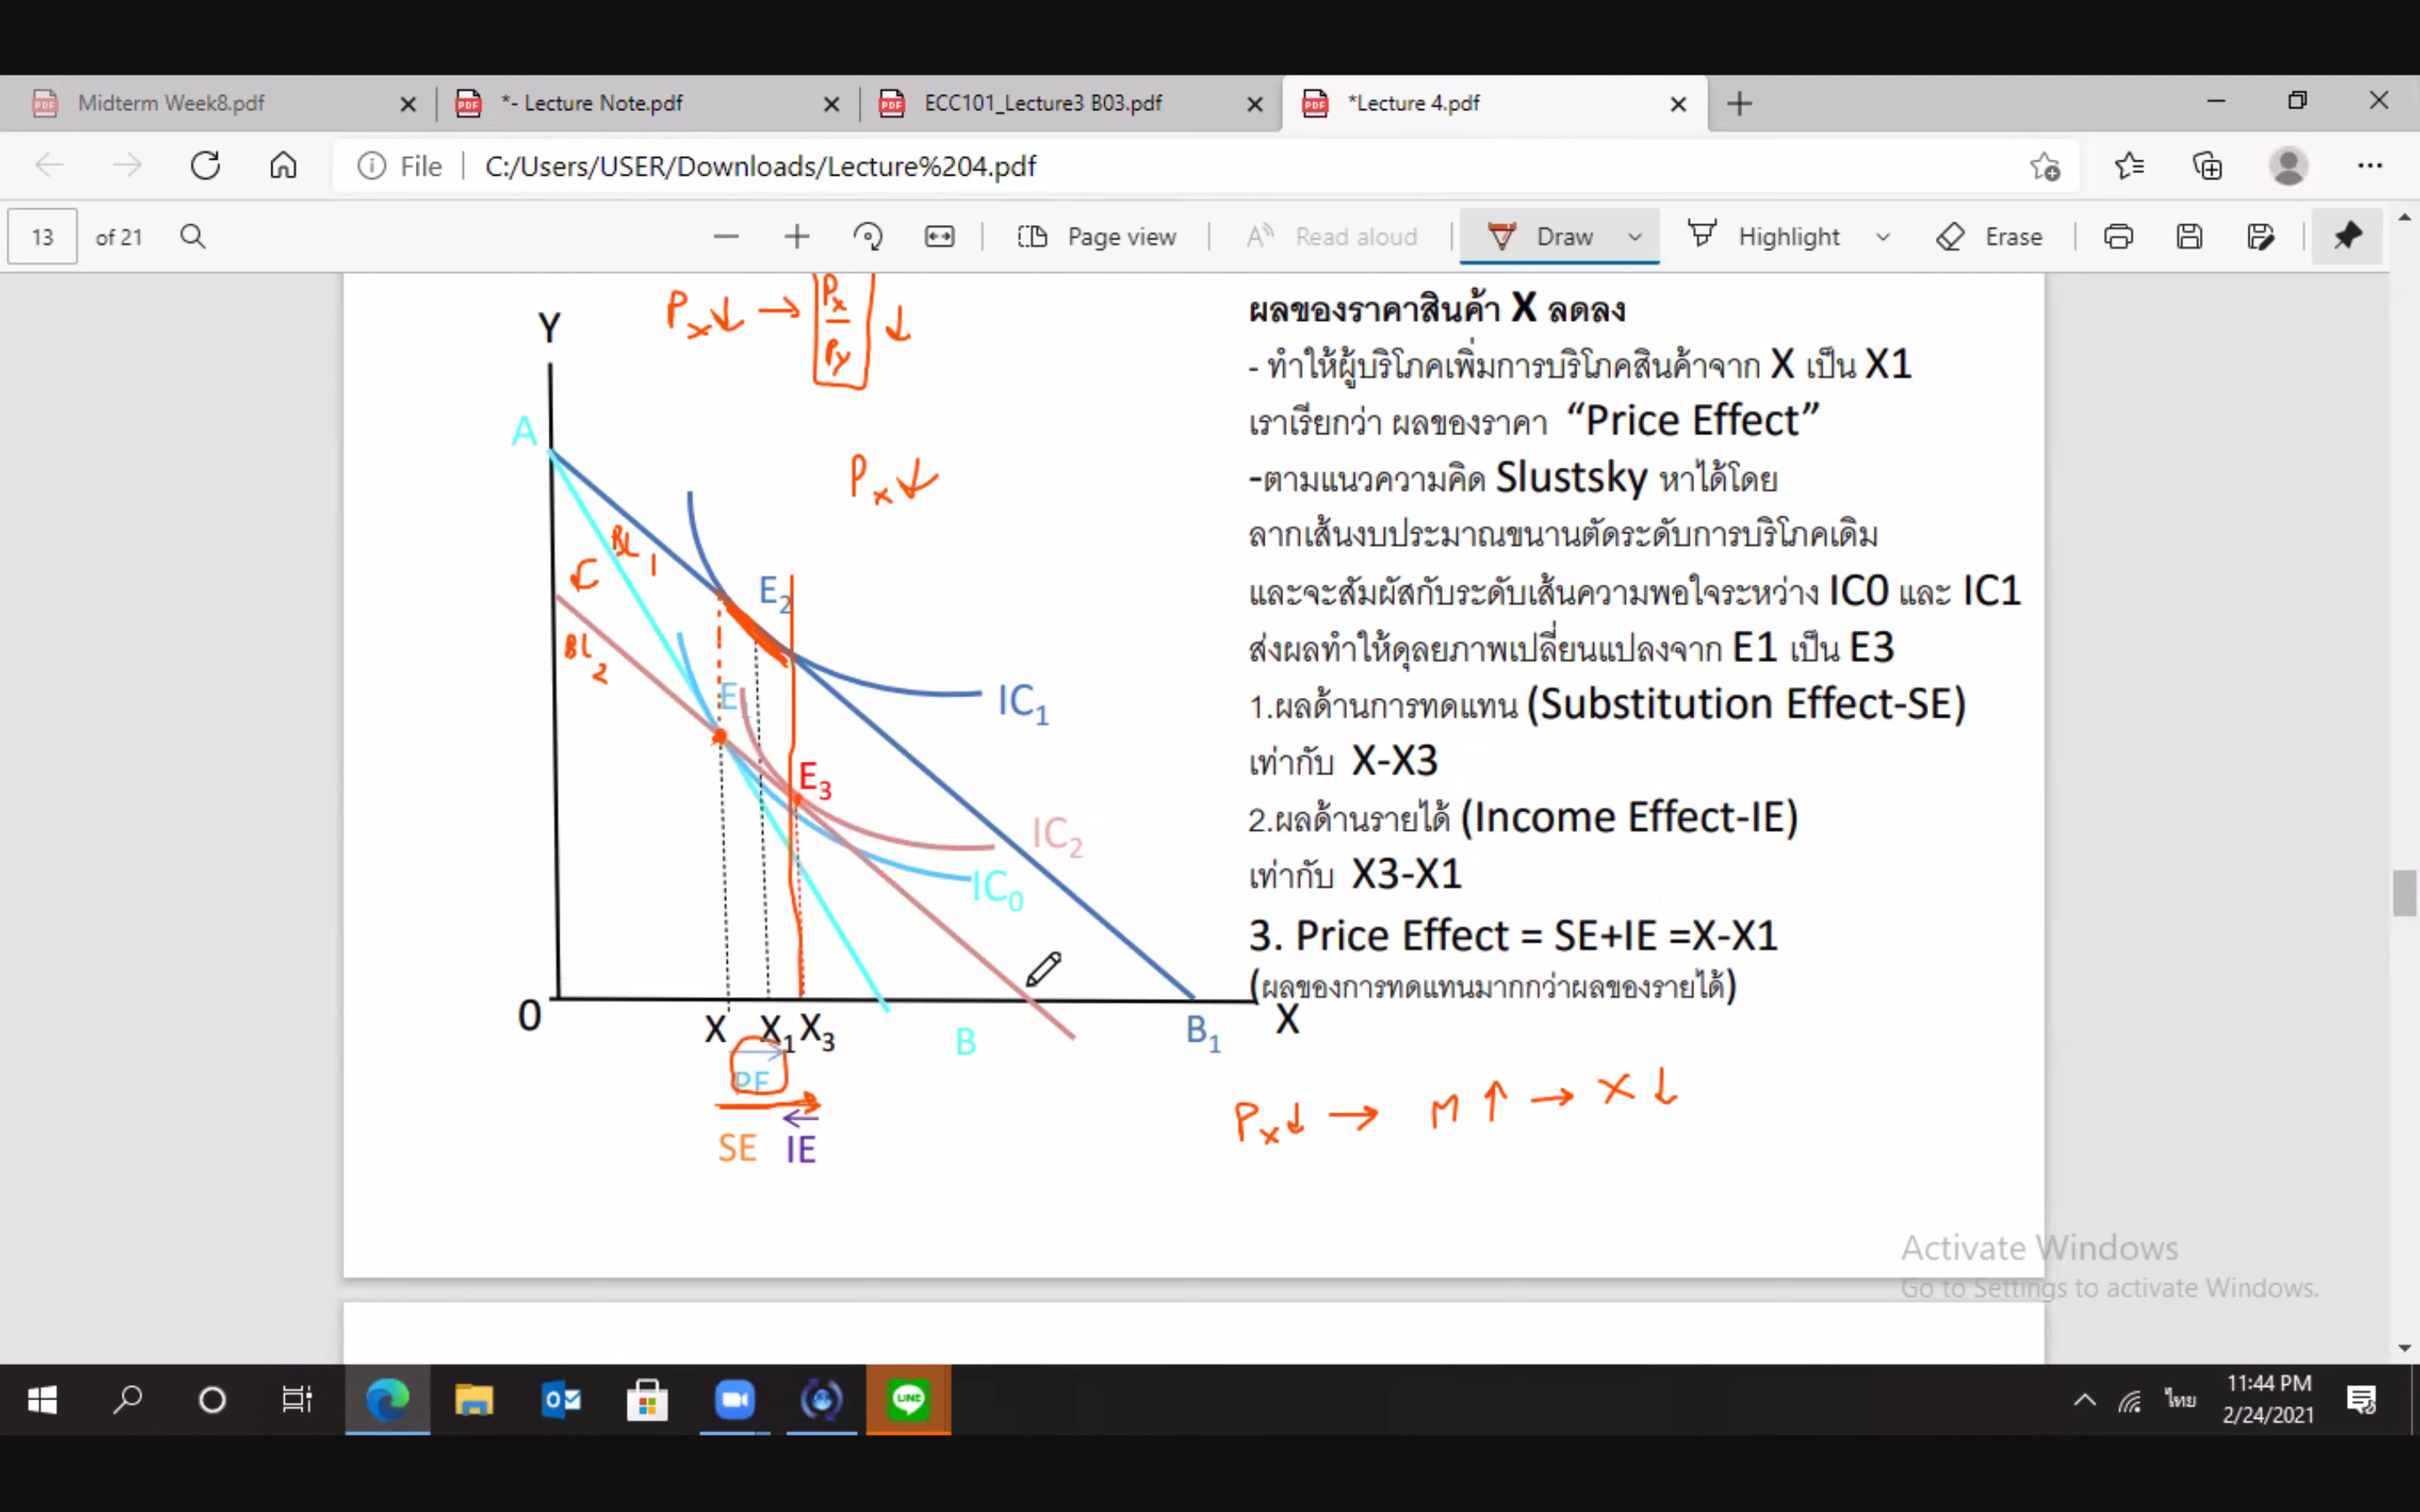 Midterm Week8.pdf
*- Lecture Note.pdf
ECC101_Lecture3 B03.pdf
*Lecture 4.pdf
File
C:/Users/USER/Downloads/Lecture%204.pdf
13 of 21
Page view
Read aloud
Draw
Highlight
Erase
Px↓ → Px/Py ↓
Y
A
Px↓
BL1
C
BL2
E2
E1
E3
IC1
IC2
IC0
0
X X1 X3
B
B1
X
PE
SE IE
ผลของราคาสินค้า X ลดลง
- ทำให้ผู้บริโภคเพิ่มการบริโภคสินค้าจาก X เป็น X1
เราเรียกว่า ผลของราคา “Price Effect”
-ตามแนวความคิด Slustsky หาได้โดย
ลากเส้นงบประมาณขนานตัดระดับการบริโภคเดิม
และจะสัมผัสกับระดับเส้นความพอใจระหว่าง IC0 และ IC1
ส่งผลทำให้ดุลยภาพเปลี่ยนแปลงจาก E1 เป็น E3
1.ผลด้านการทดแทน (Substitution Effect-SE)
เท่ากับ X-X3
2.ผลด้านรายได้ (Income Effect-IE)
เท่ากับ X3-X1
3. Price Effect = SE+IE =X-X1
(ผลของการทดแทนมากกว่าผลของรายได้)
Px↓ → M↑ → X↓
Activate Windows
Go to Settings to activate Windows.
LINE
ไทย
11:44 PM
2/24/2021